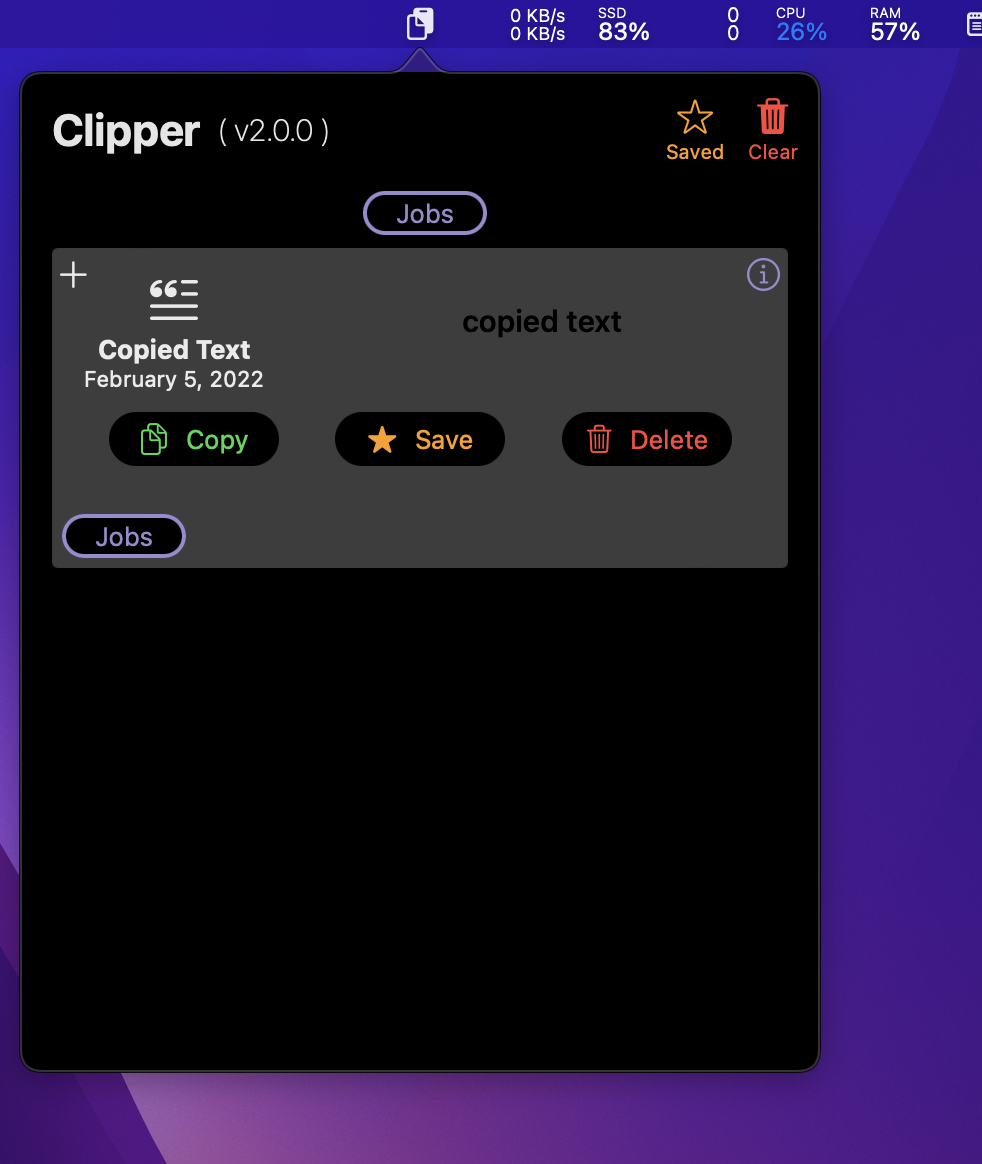 0 KB/s SSD 0 CPU RAM
0 KB/s 83% 0 26% 57%
Clipper ( v2.0.0 )
Saved Clear
Jobs
copied text
Copied Text
February 5, 2022
Copy Save Delete
Jobs